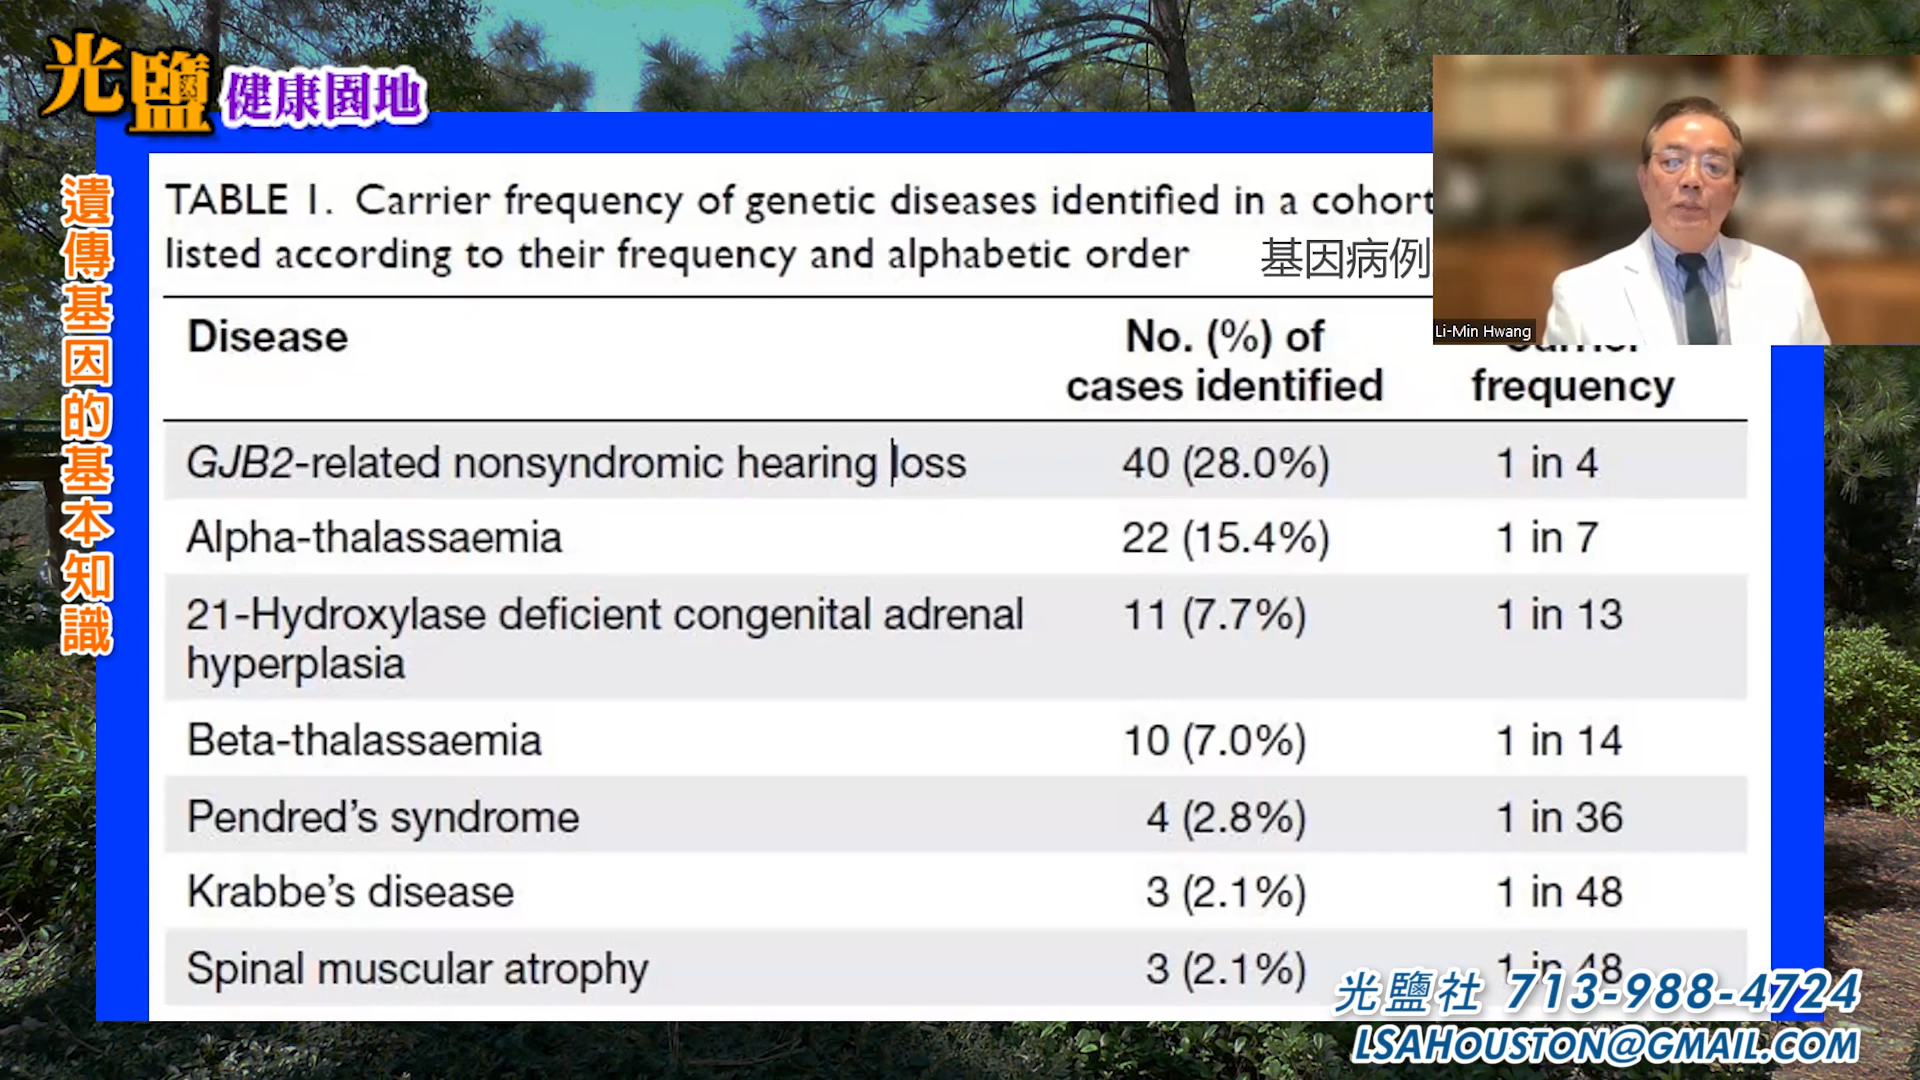 光鹽健康園地
遺傳基因的基本知識
TABLE 1. Carrier frequency of genetic diseases identified in a cohort
listed according to their frequency and alphabetic order
基因病例
Li-Min Hwang
Disease
No. (%) of
cases identified
Carrier
frequency
GJB2-related nonsyndromic hearing loss 40 (28.0%) 1 in 4
Alpha-thalassaemia 22 (15.4%) 1 in 7
21-Hydroxylase deficient congenital adrenal
hyperplasia
11 (7.7%) 1 in 13
Beta-thalassaemia 10 (7.0%) 1 in 14
Pendred’s syndrome 4 (2.8%) 1 in 36
Krabbe’s disease 3 (2.1%) 1 in 48
Spinal muscular atrophy 3 (2.1%) 1 in 48
光鹽社 713-988-4724
LSAHOUSTON@GMAIL.COM